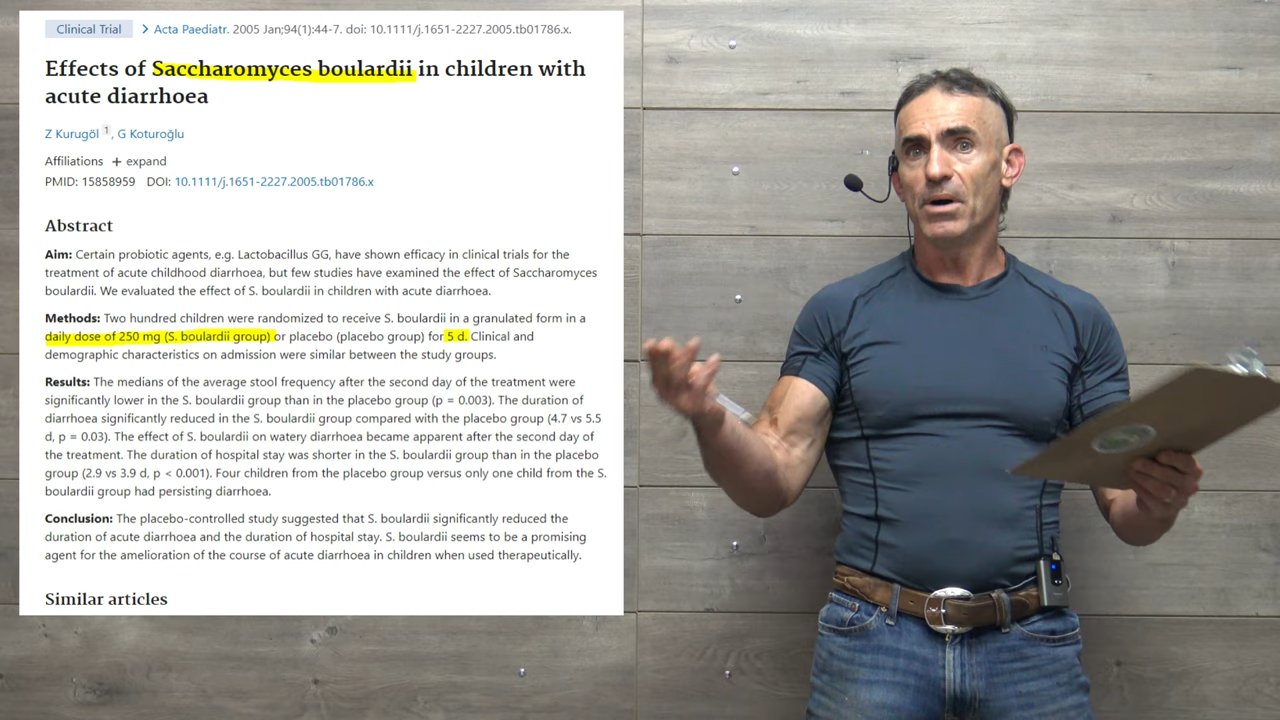 Clinical Trial > Acta Paediatr. 2005 Jan;94(1):44-7. doi: 10.1111/j.1651-2227.2005.tb01786.x.
Effects of Saccharomyces boulardii in children with
acute diarrhoea
Z Kurugöl 1, G Koturoğlu
Affiliations + expand
PMID: 15858959 DOI: 10.1111/j.1651-2227.2005.tb01786.x
Abstract
Aim: Certain probiotic agents, e.g. Lactobacillus GG, have shown efficacy in clinical trials for the
treatment of acute childhood diarrhoea, but few studies have examined the effect of Saccharomyces
boulardii. We evaluated the effect of S. boulardii in children with acute diarrhoea.
Methods: Two hundred children were randomized to receive S. boulardii in a granulated form in a
daily dose of 250 mg (S. boulardii group) or placebo (placebo group) for 5 d. Clinical and
demographic characteristics on admission were similar between the study groups.
Results: The medians of the average stool frequency after the second day of the treatment were
significantly lower in the S. boulardii group than in the placebo group (p = 0.003). The duration of
diarrhoea significantly reduced in the S. boulardii group compared with the placebo group (4.7 vs 5.5
d, p = 0.03). The effect of S. boulardii on watery diarrhoea became apparent after the second day of
the treatment. The duration of hospital stay was shorter in the S. boulardii group than in the placebo
group (2.9 vs 3.9 d, p < 0.001). Four children from the placebo group versus only one child from the S.
boulardii group had persisting diarrhoea.
Conclusion: The placebo-controlled study suggested that S. boulardii significantly reduced the
duration of acute diarrhoea and the duration of hospital stay. S. boulardii seems to be a promising
agent for the amelioration of the course of acute diarrhoea in children when used therapeutically.
Similar articles